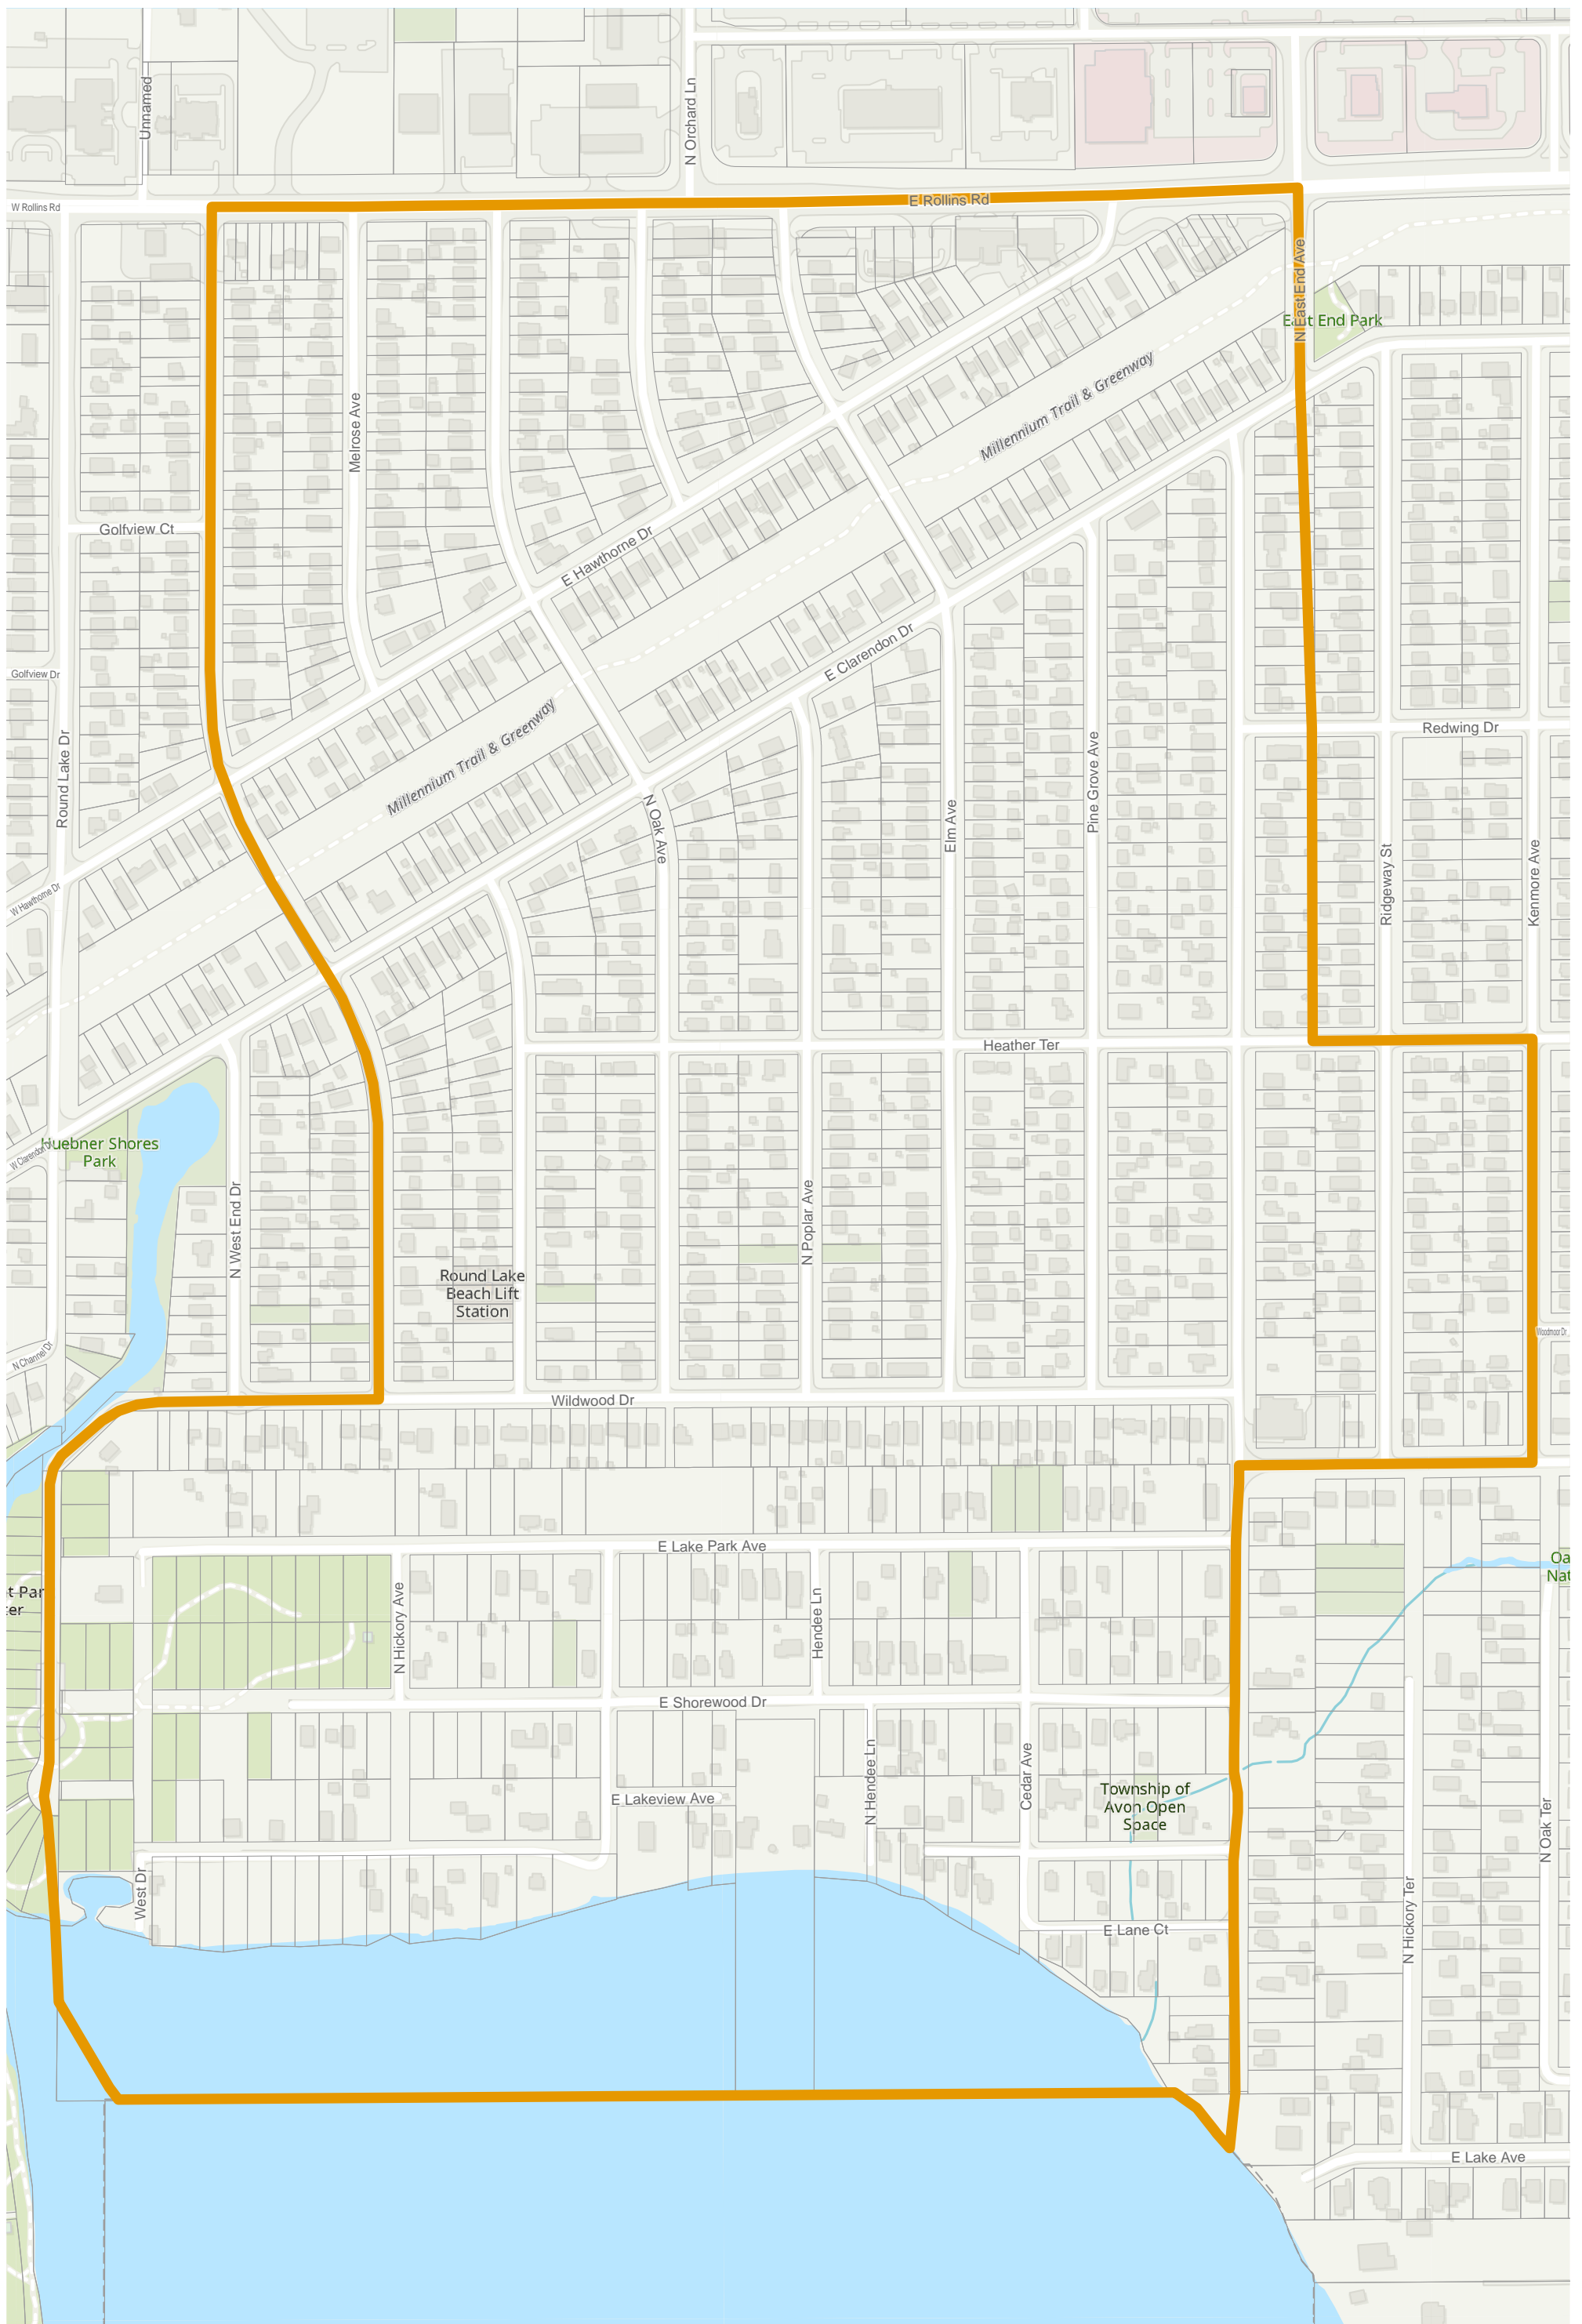 Unnamed
N Orchard Ln
W Rollins Rd
E Rollins Rd
N East End Ave
East End Park
Millennium Trail & Greenway
Melrose Ave
Golfview Ct
E Hawthorne Dr
E Clarendon Dr
Golfview Dr
Round Lake Dr
Millennium Trail & Greenway
Redwing Dr
Pine Grove Ave
N Oak Ave
Elm Ave
Ridgeway St
Kenmore Ave
W Hawthorne Dr
Heather Ter
W Clarendon Dr
Huebner Shores
Park
N West End Dr
N Poplar Ave
Round Lake
Beach Lift
Station
N Channel Dr
Woodmoor Dr
Wildwood Dr
E Lake Park Ave
Oa
Nat
t Par
ter
N Hickory Ave
Hendee Ln
E Shorewood Dr
N Hendee Ln
Cedar Ave
Township of
Avon Open
Space
E Lakeview Ave
N Oak Ter
West Dr
E Lane Ct
N Hickory Ter
E Lake Ave